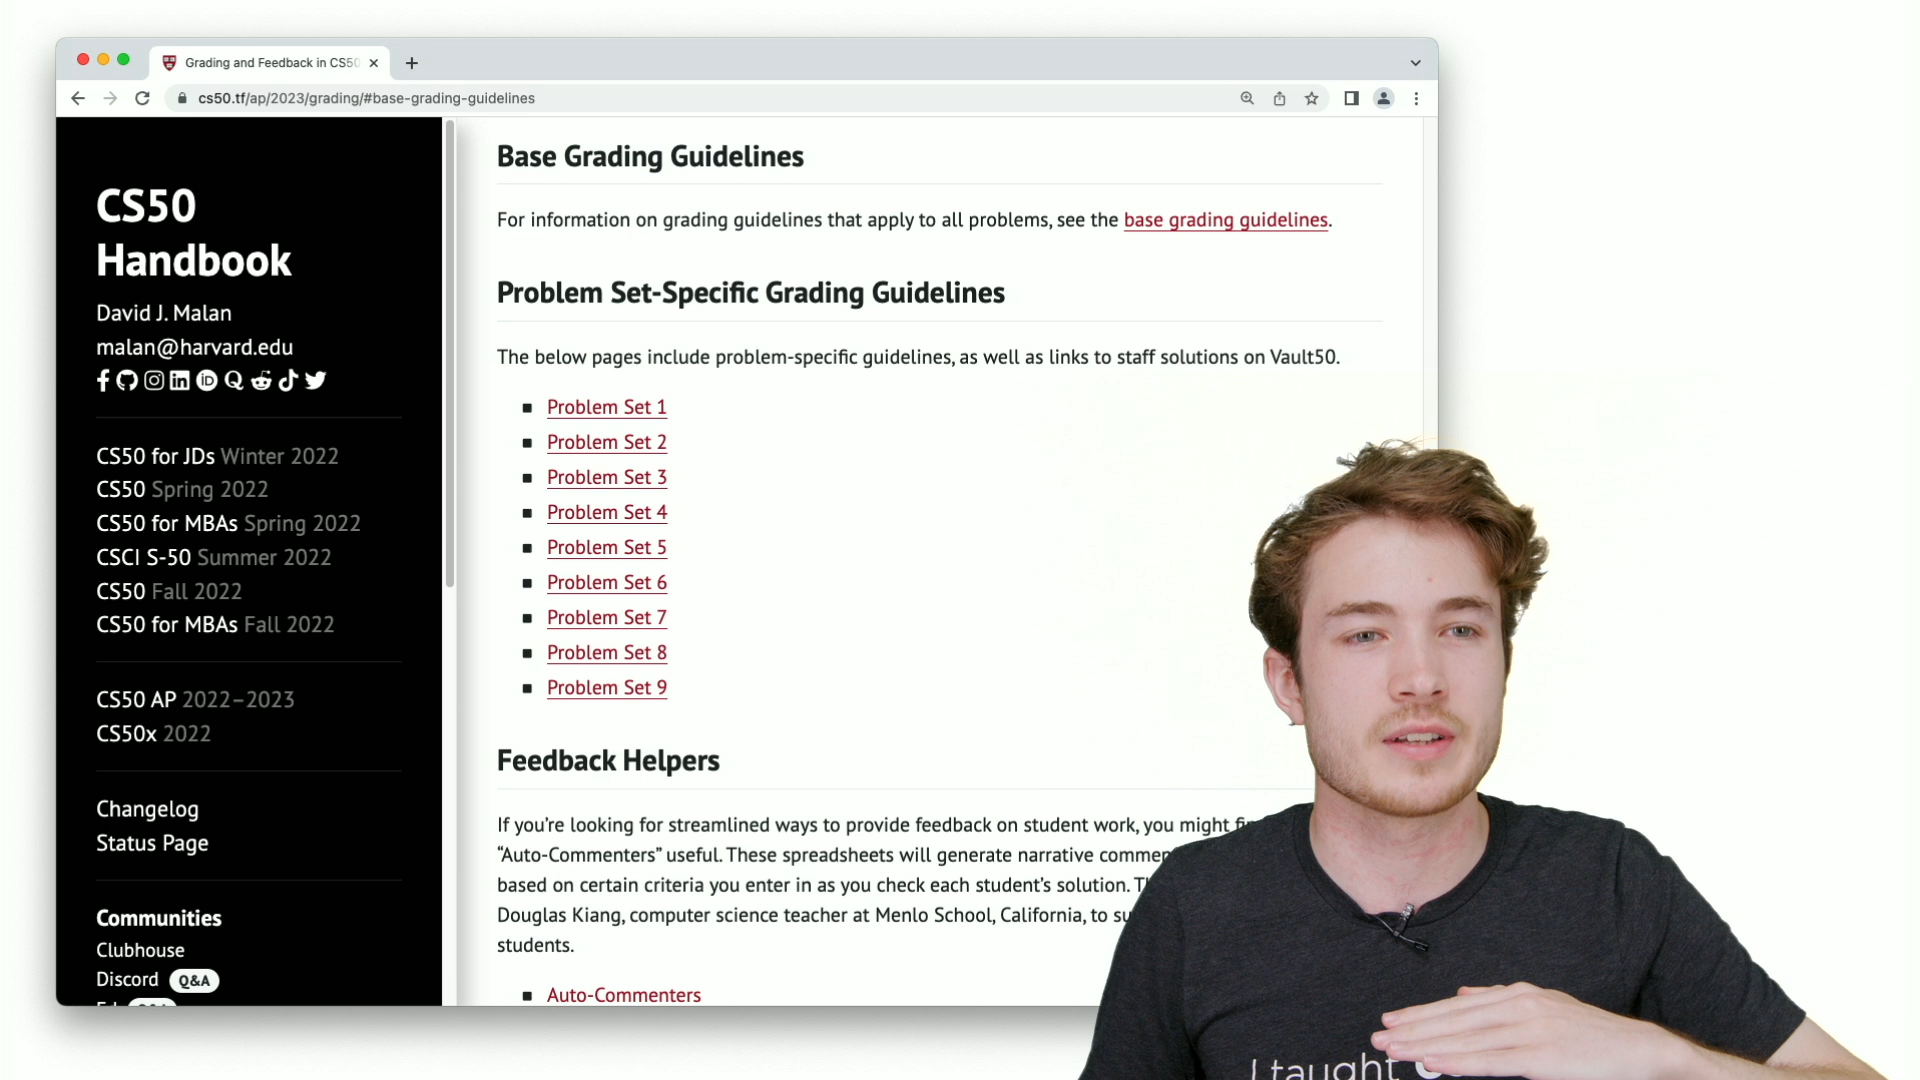 Grading and Feedback in CS50
cs50.tf/ap/2023/grading/#base-grading-guidelines
CS50
Handbook
David J. Malan
malan@harvard.edu
CS50 for JDs Winter 2022
CS50 Spring 2022
CS50 for MBAs Spring 2022
CSCI S-50 Summer 2022
CS50 Fall 2022
CS50 for MBAs Fall 2022
CS50 AP 2022–2023
CS50x 2022
Changelog
Status Page
Communities
Clubhouse
Discord Q&A
Base Grading Guidelines
For information on grading guidelines that apply to all problems, see the base grading guidelines.
Problem Set-Specific Grading Guidelines
The below pages include problem-specific guidelines, as well as links to staff solutions on Vault50.
Problem Set 1
Problem Set 2
Problem Set 3
Problem Set 4
Problem Set 5
Problem Set 6
Problem Set 7
Problem Set 8
Problem Set 9
Feedback Helpers
If you’re looking for streamlined ways to provide feedback on student work, you might
“Auto-Commenters” useful. These spreadsheets will generate narrative
based on certain criteria you enter in as you check each student’s solution.
Douglas Kiang, computer science teacher at Menlo School, California, to
students.
Auto-Commenters
I taught